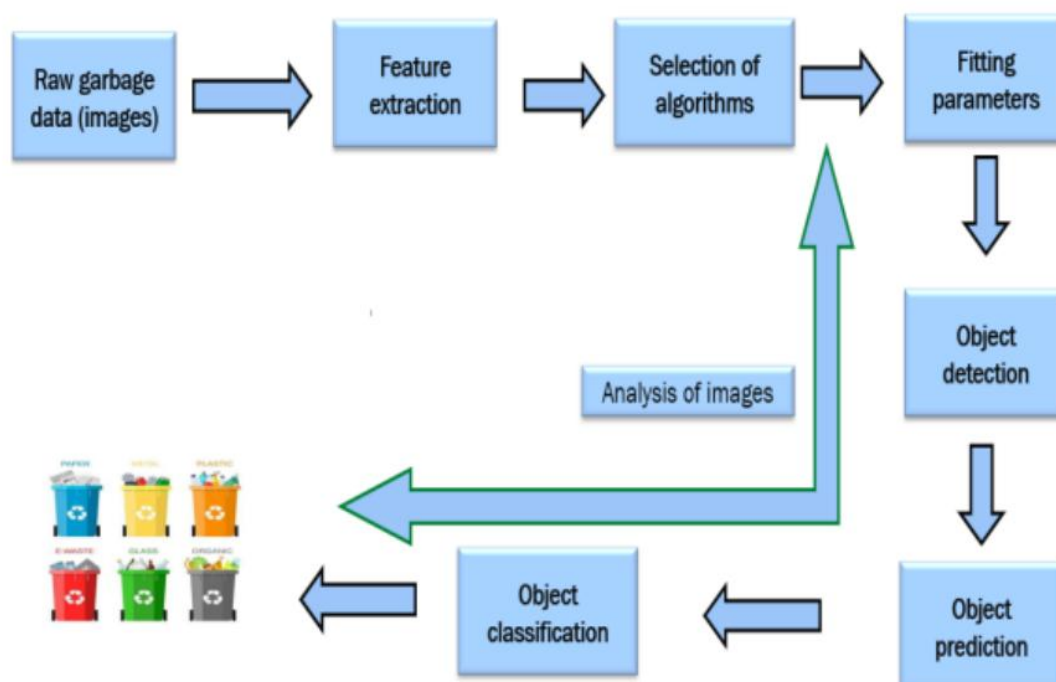 Raw garbage
data (images)
Feature
extraction
Selection of
algorithms
Fitting
parameters
Object
detection
Analysis of images
PAPER
METAL
PLASTIC
E-WASTE
GLASS
ORGANIC
Object
classification
Object
prediction